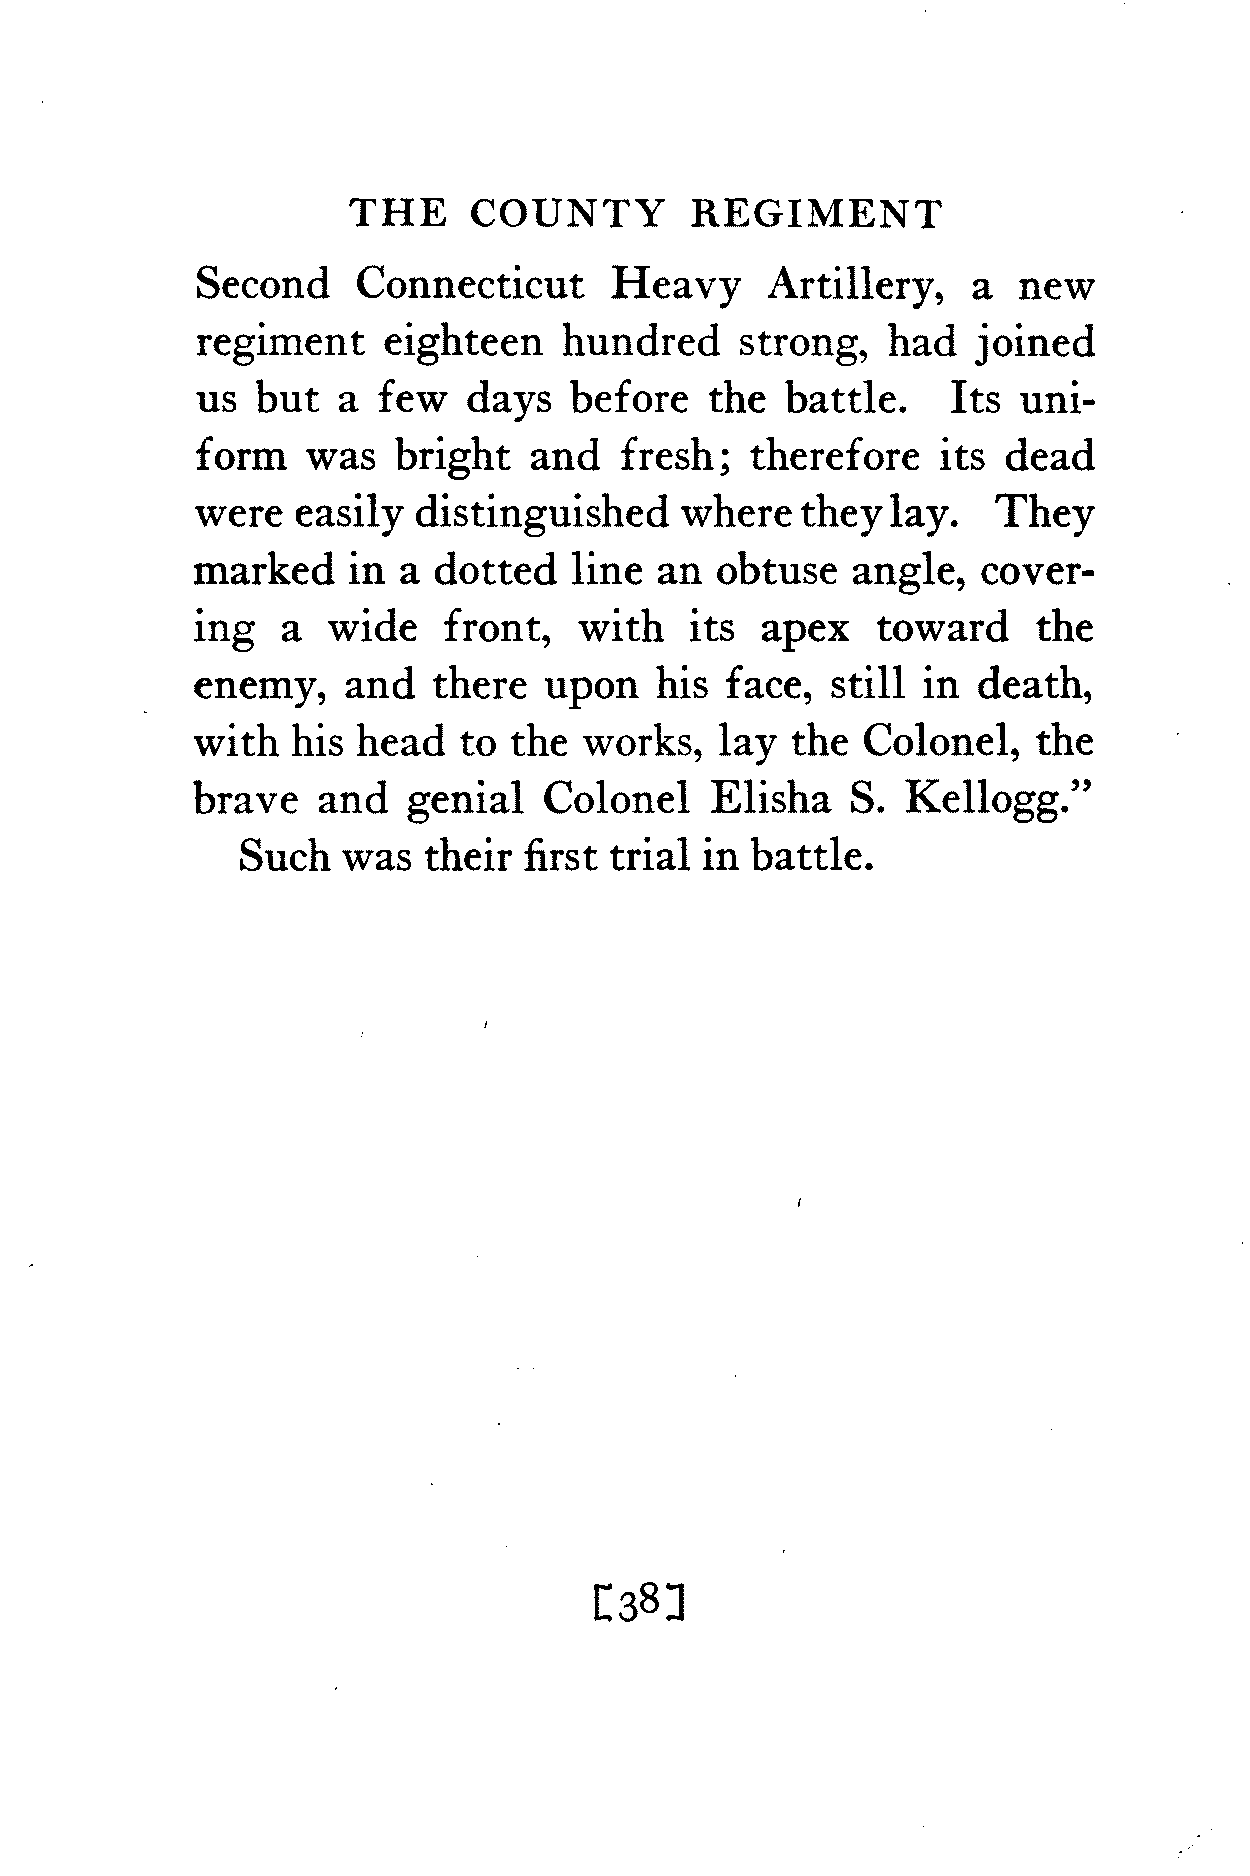 THE COUNTY REGIMENT
Second Connecticut Heavy Artillery, a new
regiment eighteen hundred strong, had joined
us but a few days before the battle. Its uni-
form was bright and fresh; therefore its dead
were easily distinguished where they lay. They
marked in a dotted line an obtuse angle, cover-
ing a wide front, with its apex toward the
enemy, and there upon his face, still in death,
with his head to the works, lay the Colonel, the
brave and genial Colonel Elisha S. Kellogg.”
Such was their first trial in battle.
[38]